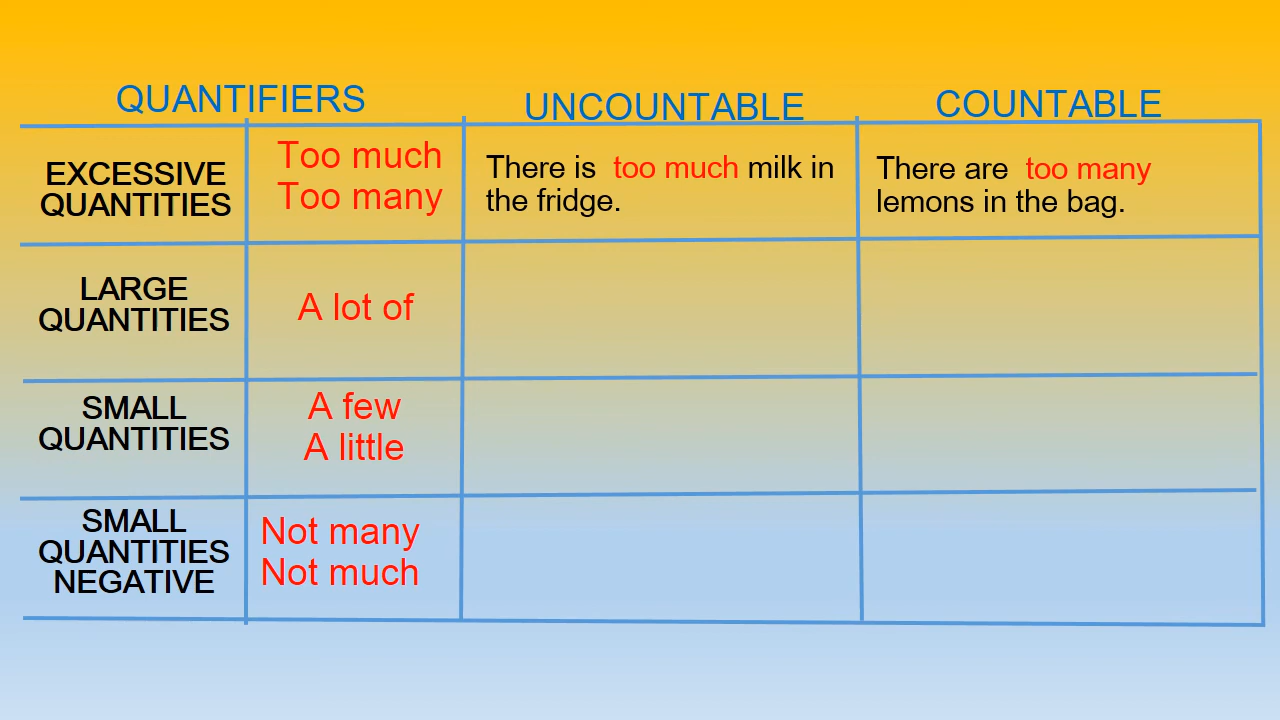 QUANTIFIERS
UNCOUNTABLE
COUNTABLE
EXCESSIVE
QUANTITIES
Too much
Too many
There is too much milk in
the fridge.
There are too many
lemons in the bag.
LARGE
QUANTITIES
A lot of
SMALL
QUANTITIES
A few
A little
SMALL
QUANTITIES
NEGATIVE
Not many
Not much